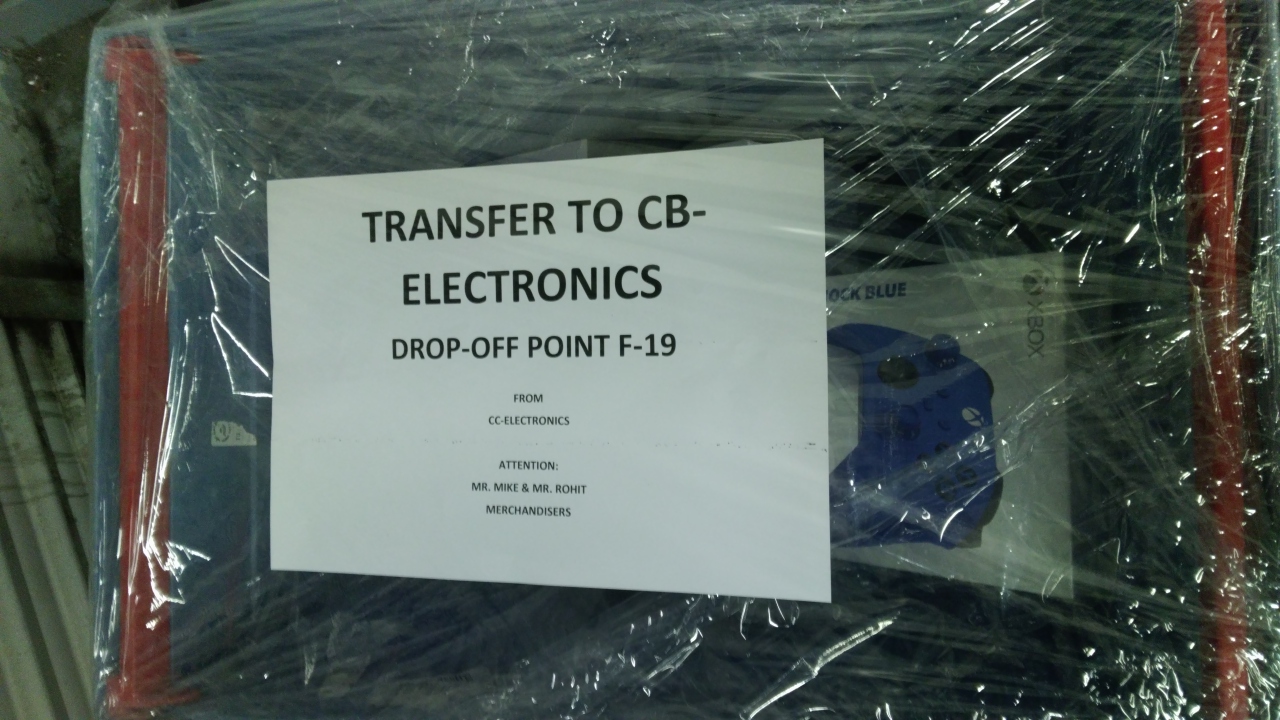 TRANSFER TO CB-
ELECTRONICS
DROP-OFF POINT F-19
FROM
CC-ELECTRONICS
ATTENTION:
MR. MIKE & MR. ROHIT
MERCHANDISERS
OCK BLUE
XBOX